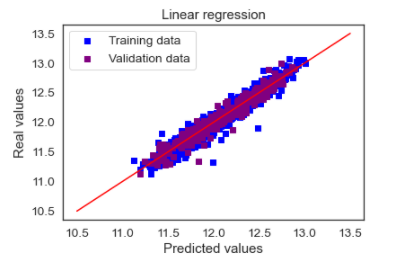 Linear regression
Training data
Validation data
Real values
13.5
13.0
12.5
12.0
11.5
11.0
10.5
10.5 11.0 11.5 12.0 12.5 13.0 13.5
Predicted values